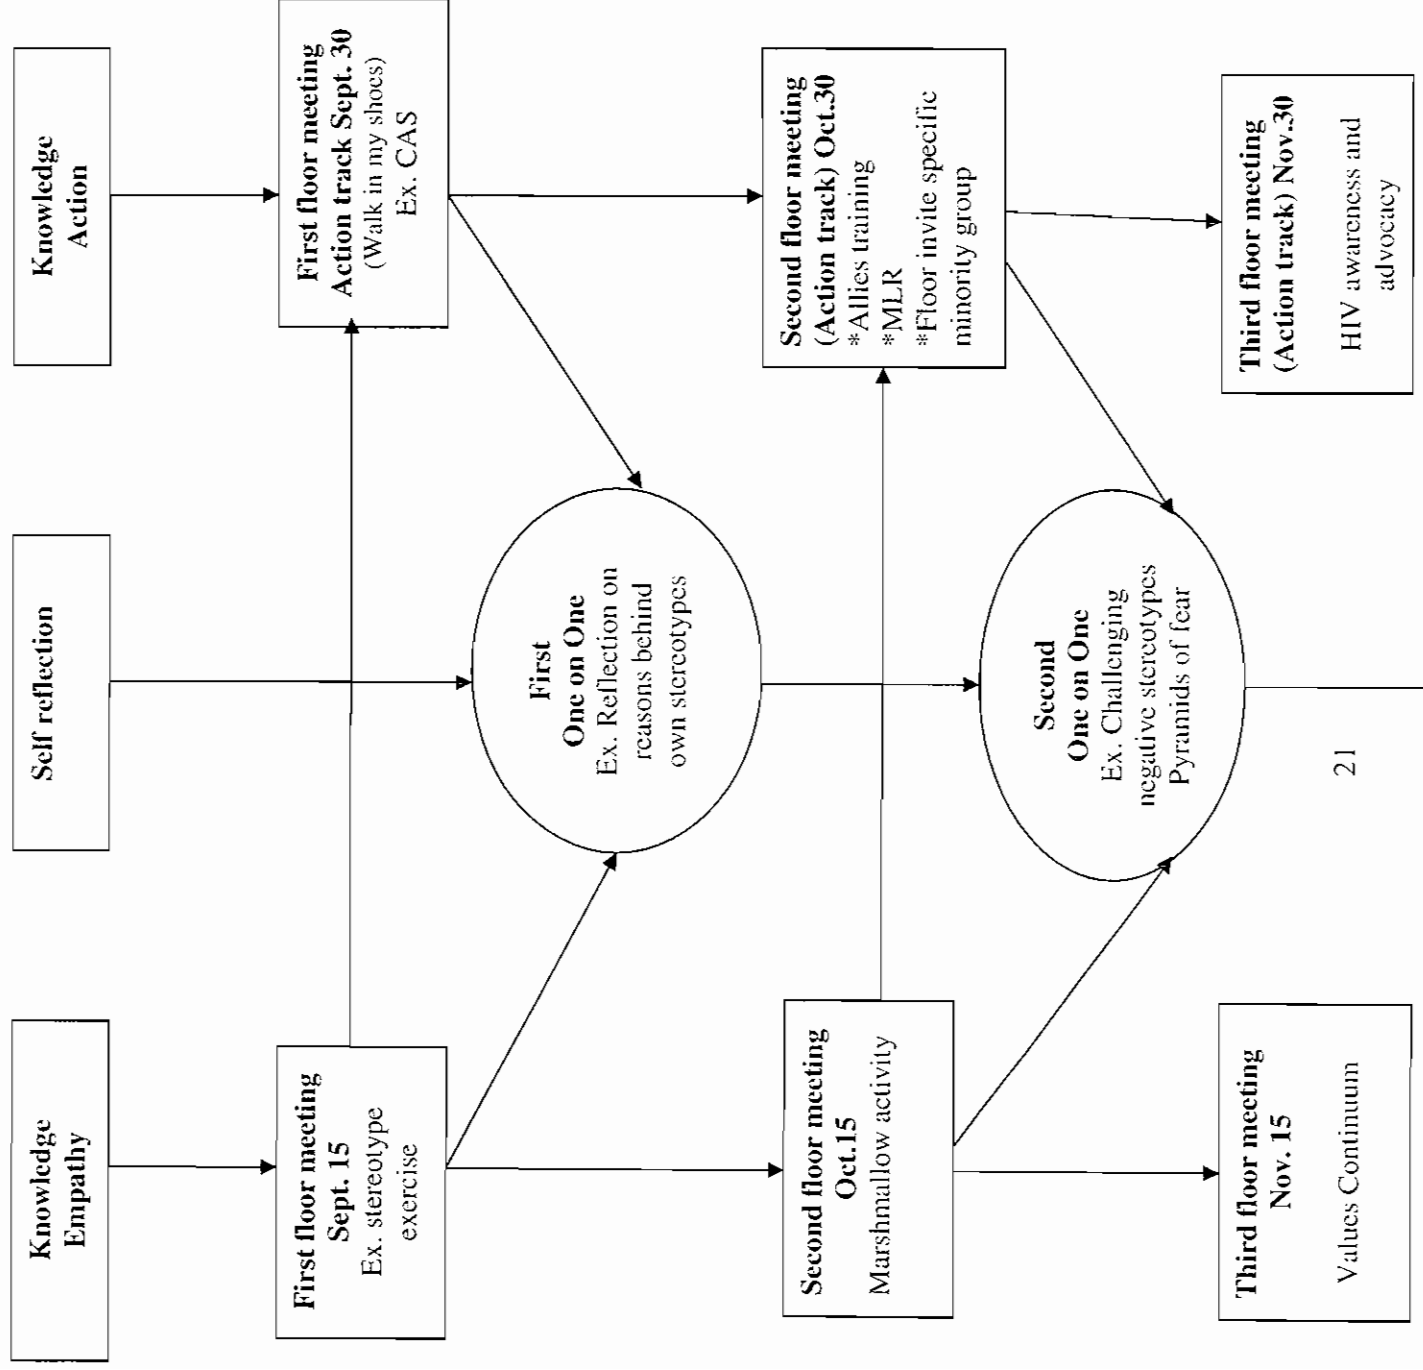 Knowledge
Empathy
Self reflection
Knowledge
Action
First floor meeting
Sept. 15
Ex. stereotype
exercise
First floor meeting
Action track Sept. 30
(Walk in my shoes)
Ex. CAS
First
One on One
Ex. Reflection on
reasons behind
own stereotypes
Second floor meeting
Oct.15
Marshmallow activity
Second floor meeting
(Action track) Oct.30
*Allies training
*MLR
*Floor invite specific
minority group
Second
One on One
Ex. Challenging
negative stereotypes
Pyramids of fear
Third floor meeting
Nov. 15
Values Continuum
Third floor meeting
(Action track) Nov.30
HIV awareness and
advocacy
21